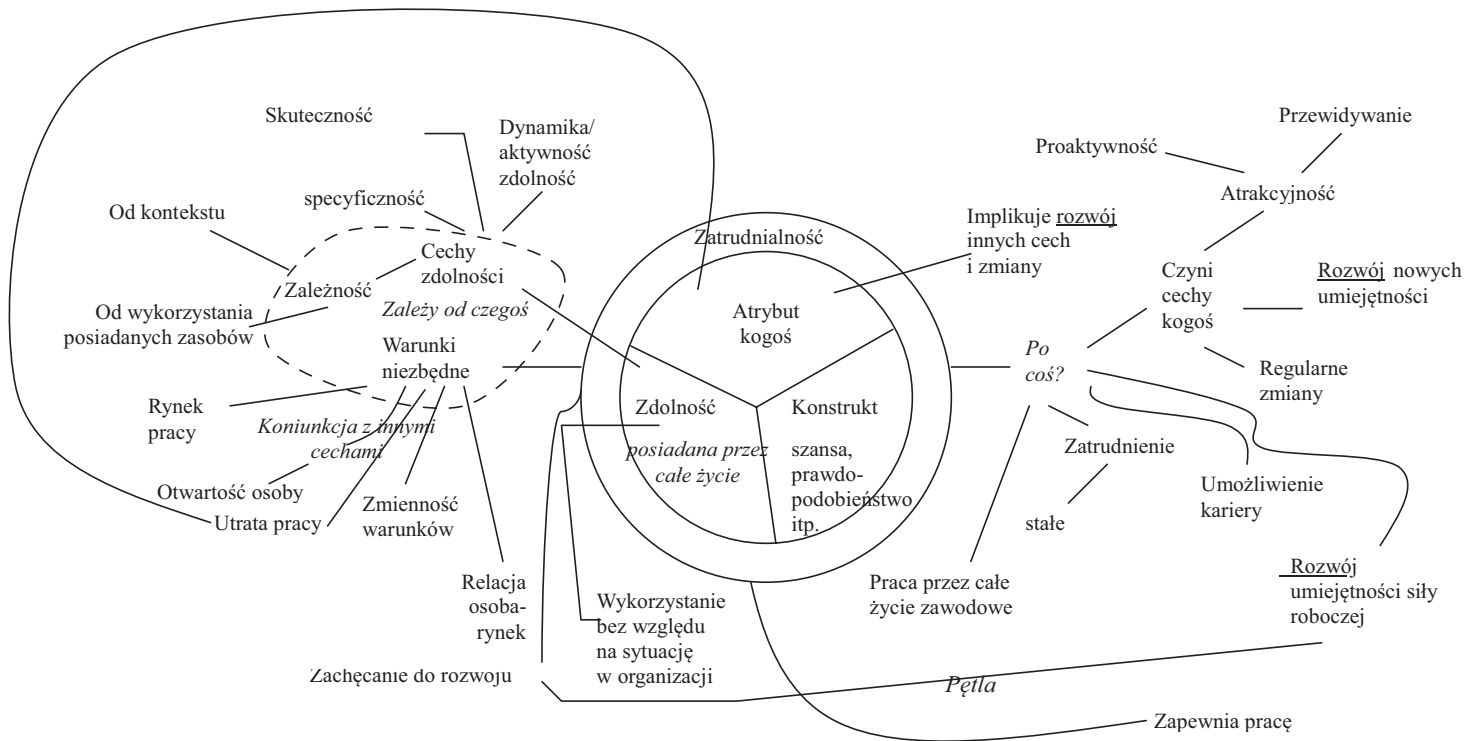 Skuteczność
Dynamika/
aktywność
zdolność
Przewidywanie
Proaktywność
Atrakcyjność
Od kontekstu
specyficzność
Zatrudnialność
Implikuje rozwój
innych cech
i zmiany
Cechy
zdolności
Zależność
Zależy od czegoś
Od wykorzystania
posiadanych zasobów
Warunki
niezbędne
Atrybut
kogoś
Czyni
cechy
kogoś
Rozwój nowych
umiejętności
Po
coś?
Regularne
zmiany
Rynek
pracy
Koniunkcja z innymi
cechami
Zdolność
posiadana przez
całe życie
Konstrukt
szansa,
prawdo-
podobieństwo
itp.
Zatrudnienie
stałe
Umożliwienie
kariery
Otwartość osoby
Utrata pracy
Zmienność
warunków
Relacja
osoba-
rynek
Wykorzystanie
bez względu
na sytuację
w organizacji
Praca przez całe
życie zawodowe
Rozwój
umiejętności siły
roboczej
Zachęcanie do rozwoju
Pętla
Zapewnia pracę